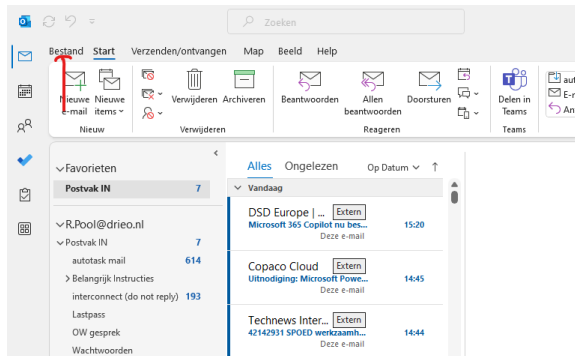 Zoeken
Bestand Start Verzenden/ontvangen Map Beeld Help
Nieuwe e-mail
Nieuwe items
Verwijderen
Archiveren
Beantwoorden
Allen beantwoorden
Doorsturen
Delen in Teams
aut
E-r
An
Nieuw
Verwijderen
Reageren
Teams
Favorieten
Postvak IN 7
R.Pool@drieo.nl
Postvak IN 7
autotask mail 614
Belangrijk Instructies
interconnect (do not reply) 193
Lastpass
OW gesprek
Wachtwoorden
Alles Ongelezen Op Datum
Vandaag
DSD Europe | ... Extern
Microsoft 365 Copilot nu bes... 15:20
Deze e-mail
Copaco Cloud Extern
Uitnodiging: Microsoft Powe... 14:45
Deze e-mail
Technews Inter... Extern
42142931 SPOED werkzaamh... 14:44
Deze e-mail